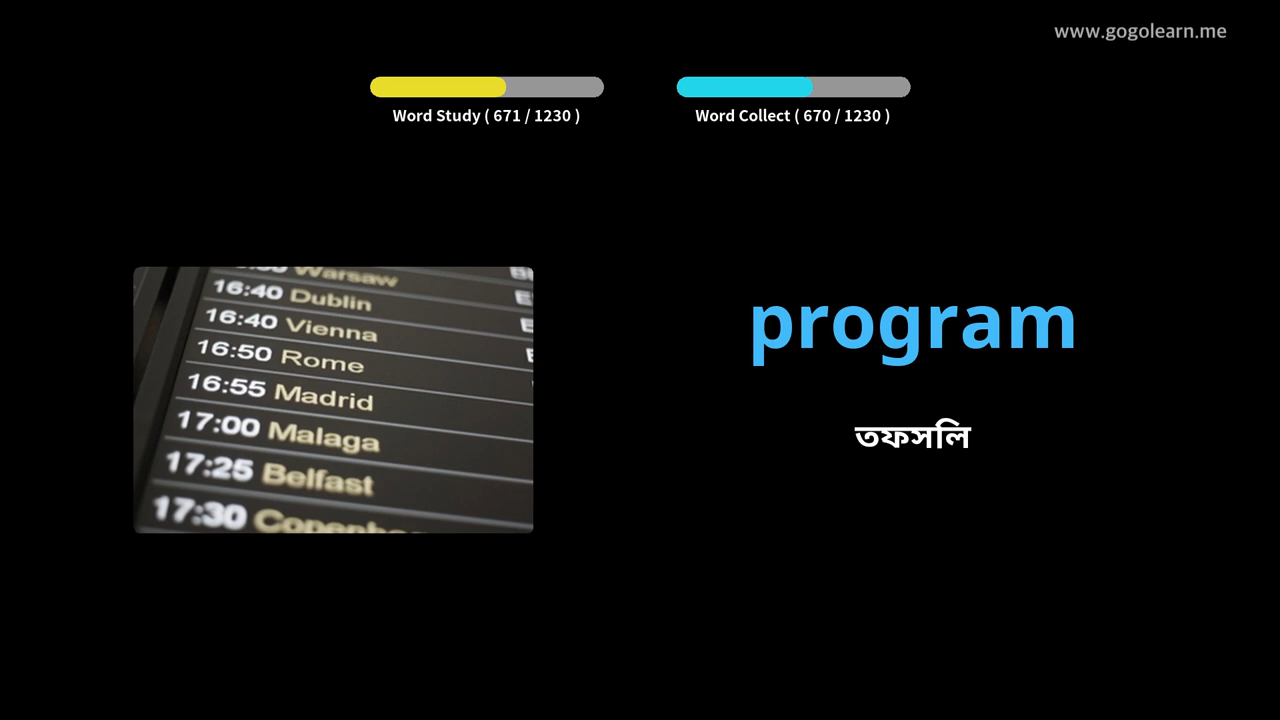 www.gogolearn.me
Word Study ( 671 / 1230 )
Word Collect ( 670 / 1230 )
Warsaw
16:40 Dublin
16:40 Vienna
16:50 Rome
16:55 Madrid
17:00 Malaga
17:25 Belfast
17:30
program
তফসলি